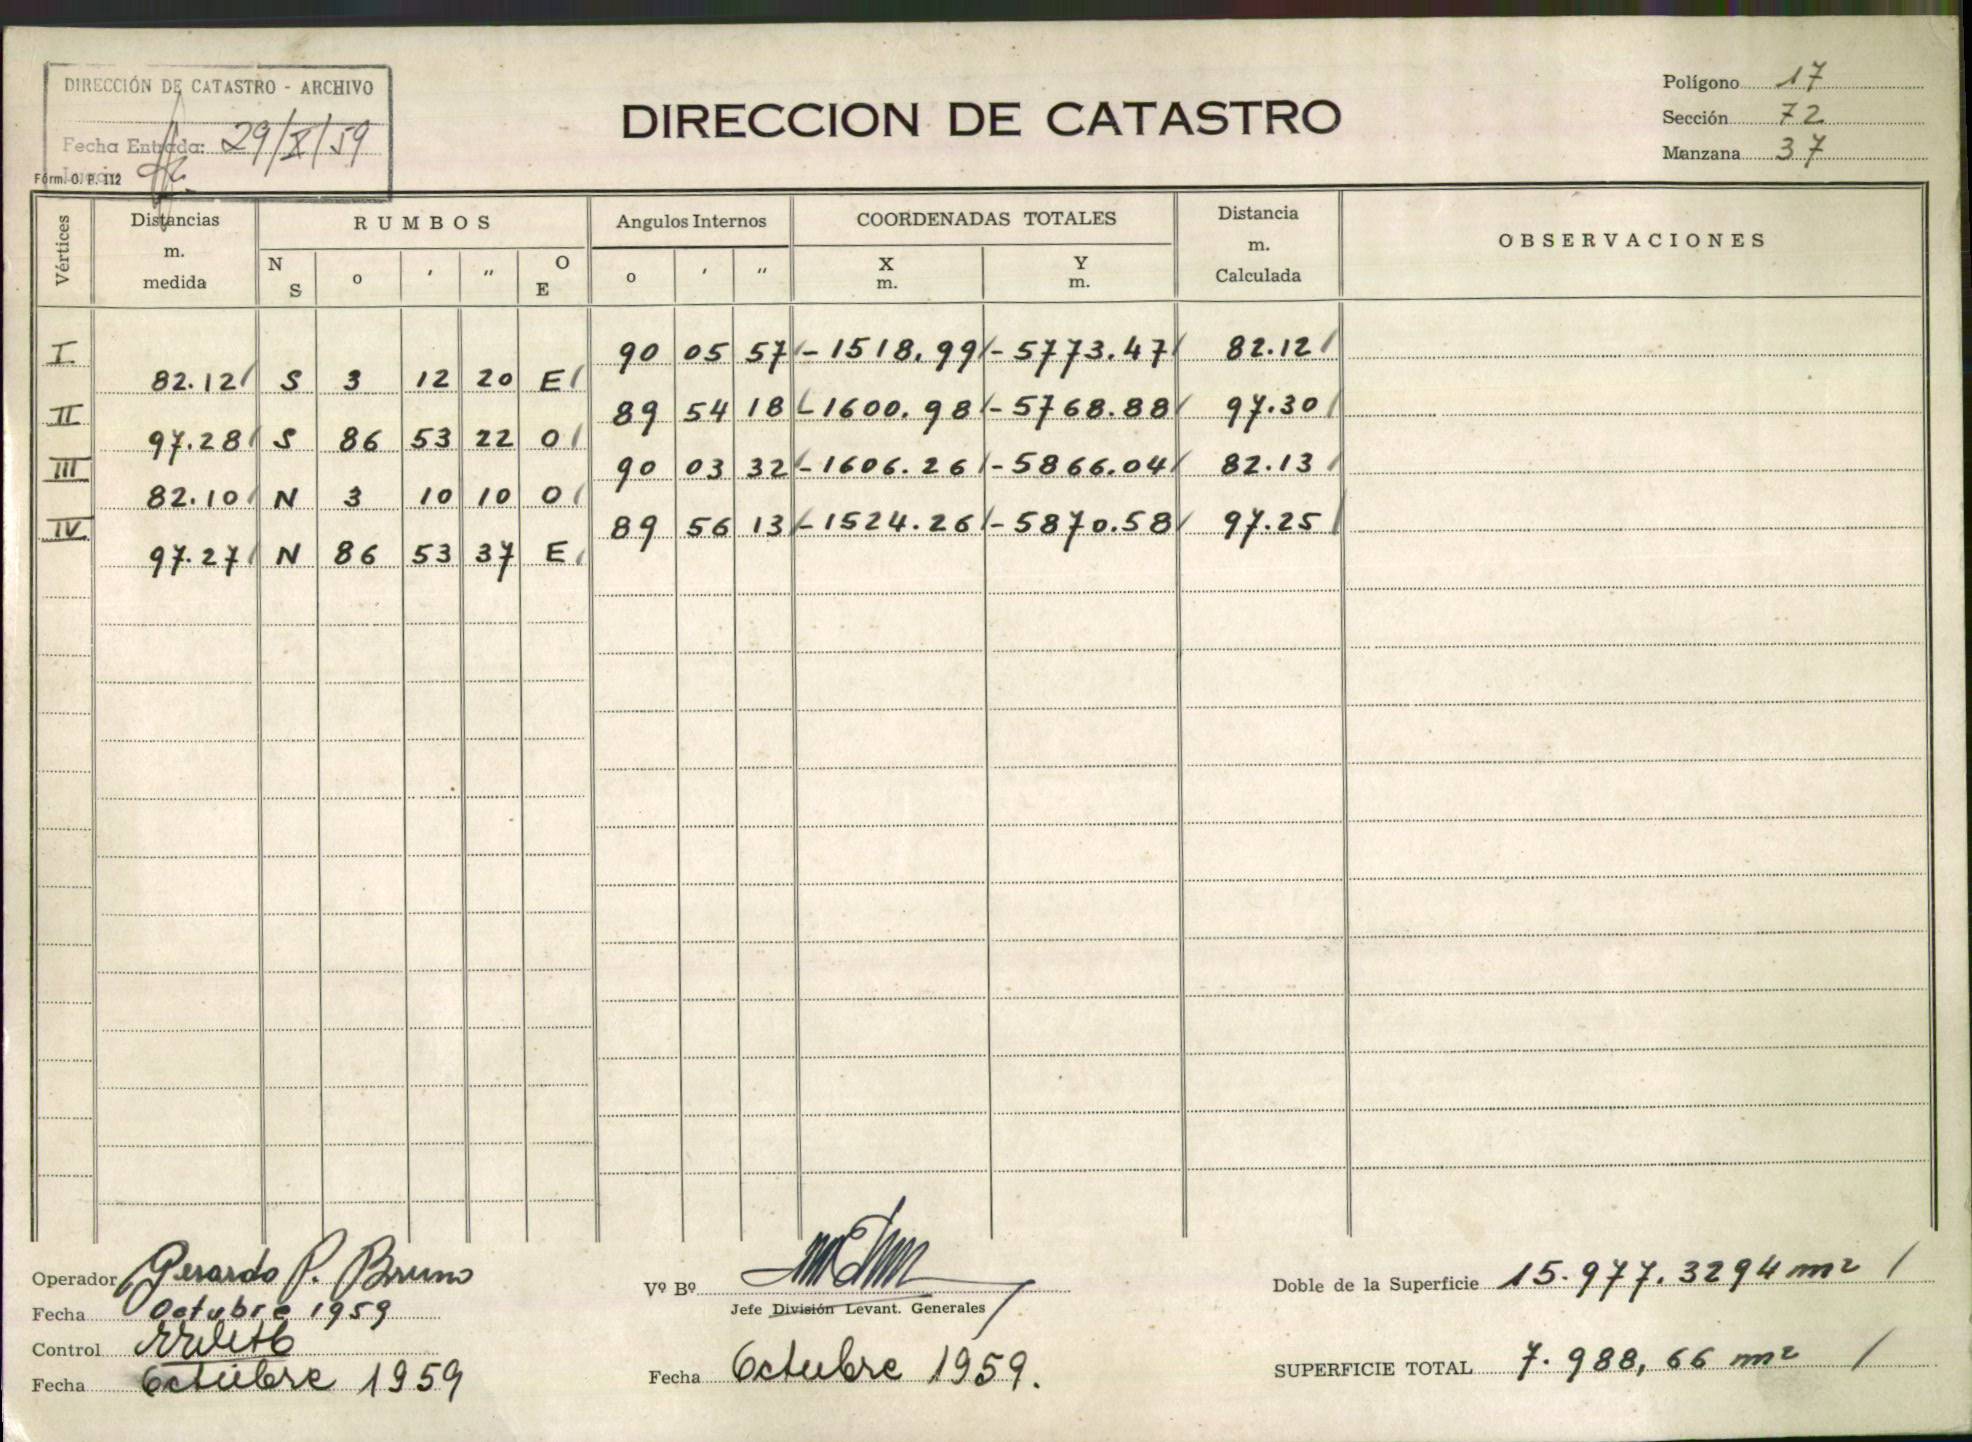 DIRECCIÓN DE CATASTRO - ARCHIVO
Fecha Entrada: 29/X/59
Form. O. P. 112
DIRECCION DE CATASTRO
Polígono 17
Sección 72
Manzana 37
Vértices
Distancias m. medida
RUMBOS
Angulos Internos
COORDENADAS TOTALES
Distancia m. Calculada
OBSERVACIONES
N S o ′ ″ O E
o ′ ″
X m. Y m.
I 90 05 57 -1518.99 -5773.47 82.12
82.12 S 3 12 20 E
II 89 54 18 -1600.98 -5768.88 97.30
97.28 S 86 53 22 O
III 90 03 32 -1606.26 -5866.04 82.13
82.10 N 3 10 10 O
IV 89 56 13 -1524.26 -5870.58 97.25
97.27 N 86 53 37 E
Operador Gerardo P. Bruno
Fecha Octubre 1959
Control
Fecha Octubre 1959
Vº Bº
Jefe División Levant. Generales
Fecha Octubre 1959.
Doble de la Superficie 15.977.3294 m²
SUPERFICIE TOTAL 7.988,66 m²